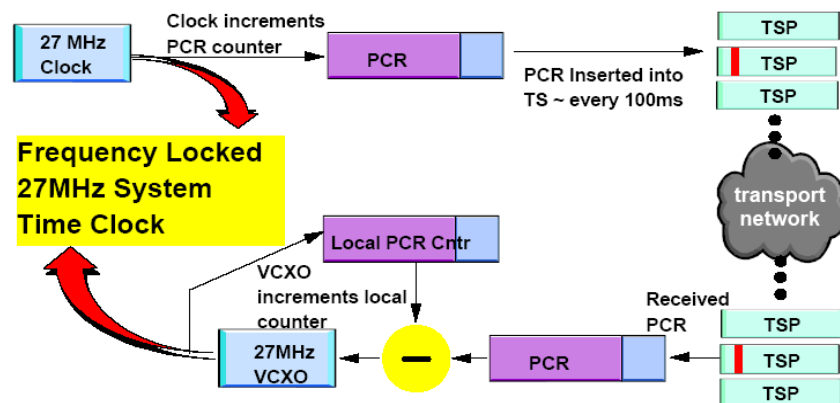 27 MHz
Clock
Clock increments
PCR counter
PCR
PCR Inserted into
TS ~ every 100ms
TSP
TSP
TSP
Frequency Locked
27MHz System
Time Clock
transport
network
Local PCR Cntr
VCXO
increments local
counter
27MHz
VCXO
PCR
Received
PCR
TSP
TSP
TSP